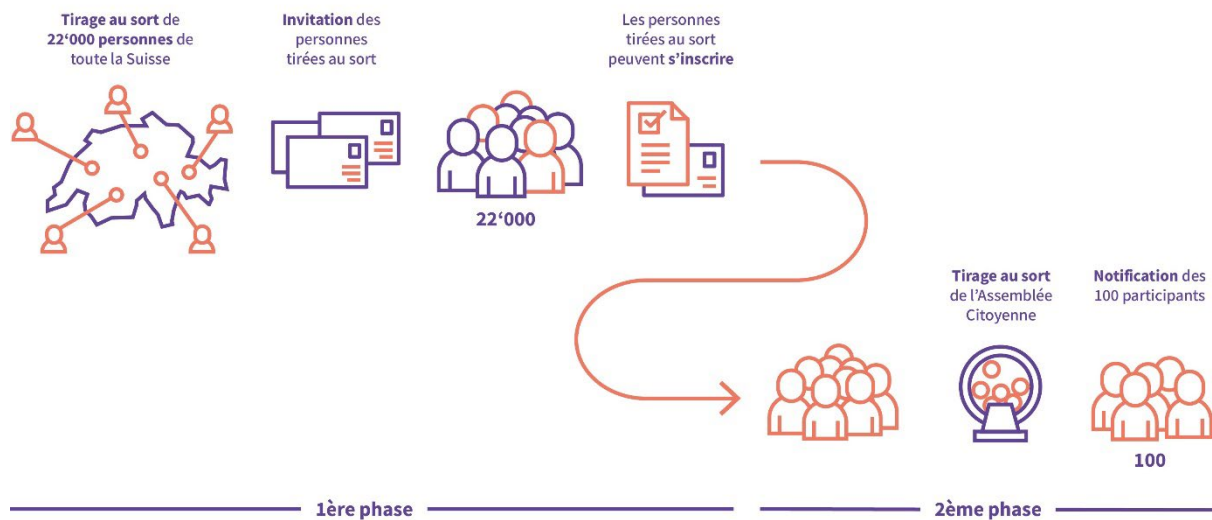 Tirage au sort de
22‘000 personnes de
toute la Suisse
Invitation des
personnes
tirées au sort
22‘000
Les personnes
tirées au sort
peuvent s’inscrire
Tirage au sort
de l’Assemblée
Citoyenne
Notification des
100 participants
100
1ère phase
2ème phase